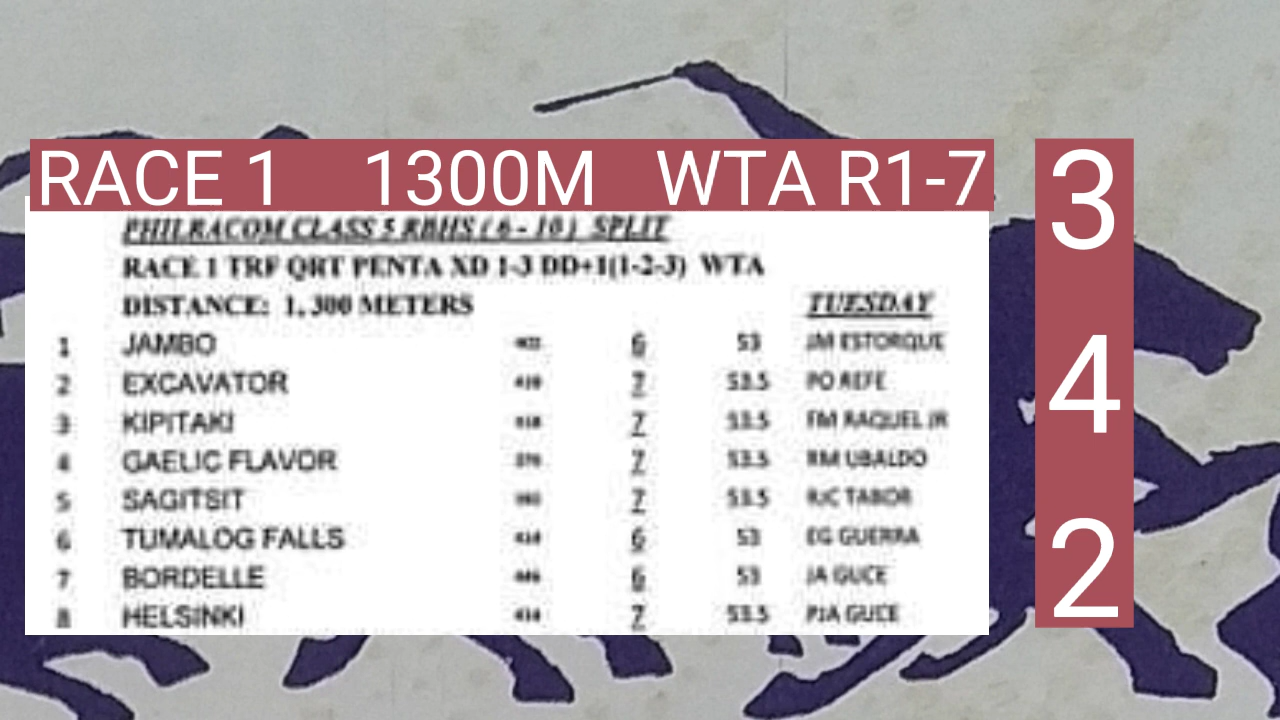 RACE 1 1300M WTA R1-7
PHILRACOM CLASS 5 RBHS ( 6 - 10 ) SPLIT
RACE 1 TRF QRT PENTA XD 1-3 DD+1(1-2-3) WTA
DISTANCE: 1, 300 METERS TUESDAY
1 JAMBO 6 53 JM ESTORQUE
2 EXCAVATOR 7 53.5 PO REFE
3 KIPITAKI 7 53.5 FM RAQUEL JR
4 GAELIC FLAVOR 7 53.5 RM UBALDO
5 SAGITSIT 7 53.5 RJC TABOR
6 TUMALOG FALLS 6 53 EG GUERRA
7 BORDELLE 6 53 JA GUCE
8 HELSINKI 7 53.5 PJA GUCE
3
4
2